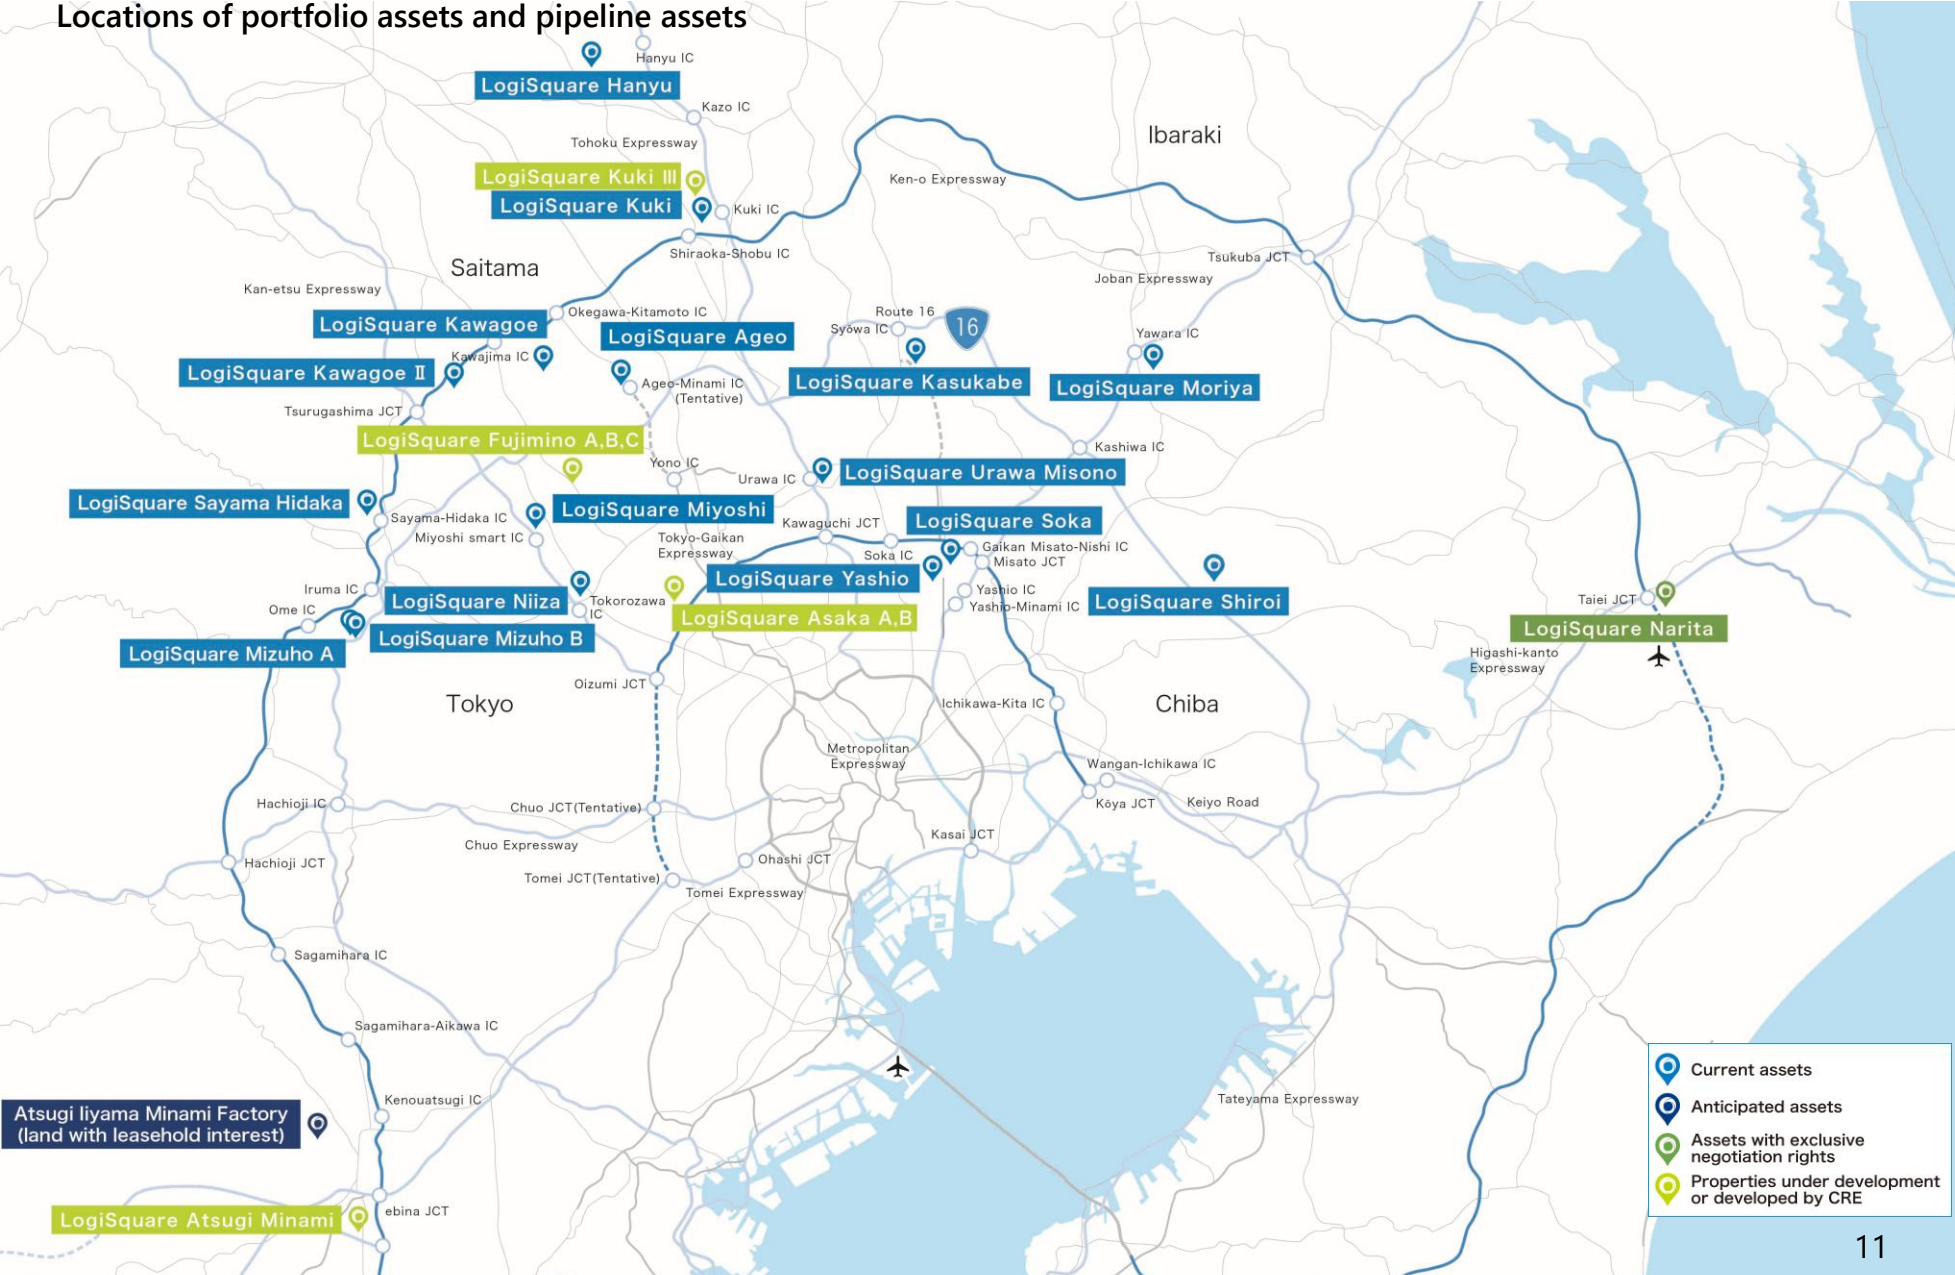 Locations of portfolio assets and pipeline assets
Hanyu IC
LogiSquare Hanyu
Kazo IC
Tohoku Expressway
Ibaraki
LogiSquare Kuki III
Ken-o Expressway
LogiSquare Kuki
Kuki IC
Shiraoka-Shobu IC
Saitama
Tsukuba JCT
Joban Expressway
Kan-etsu Expressway
Okegawa-Kitamoto IC
Route 16
16
LogiSquare Kawagoe
Syōwa IC
LogiSquare Ageo
Yawara IC
Kawajima IC
LogiSquare Kawagoe II
Ageo-Minami IC
(Tentative)
LogiSquare Kasukabe
LogiSquare Moriya
Tsurugashima JCT
LogiSquare Fujimino A,B,C
Kashiwa IC
Yono IC
Urawa IC
LogiSquare Urawa Misono
LogiSquare Sayama Hidaka
LogiSquare Miyoshi
Sayama-Hidaka IC
Kawaguchi JCT
LogiSquare Soka
Miyoshi smart IC
Tokyo-Gaikan
Expressway
Soka IC
Gaikan Misato-Nishi IC
Misato JCT
LogiSquare Yashio
Iruma IC
LogiSquare Niiza
Tokorozawa
IC
Yashio IC
Yashio-Minami IC
LogiSquare Shiroi
Taiei JCT
Ome IC
LogiSquare Asaka A,B
LogiSquare Narita
LogiSquare Mizuho B
LogiSquare Mizuho A
Higashi-kanto
Expressway
Oizumi JCT
Tokyo
Ichikawa-Kita IC
Chiba
Metropolitan
Expressway
Wangan-Ichikawa IC
Hachioji IC
Chuo JCT(Tentative)
Kōya JCT
Keiyo Road
Chuo Expressway
Kasai JCT
Hachioji JCT
Ohashi JCT
Tomei JCT(Tentative)
Tomei Expressway
Sagamihara IC
Sagamihara-Aikawa IC
Kenouatsugi IC
Tateyama Expressway
Atsugi Iiyama Minami Factory
(land with leasehold interest)
ebina JCT
LogiSquare Atsugi Minami
Current assets
Anticipated assets
Assets with exclusive
negotiation rights
Properties under development
or developed by CRE
11